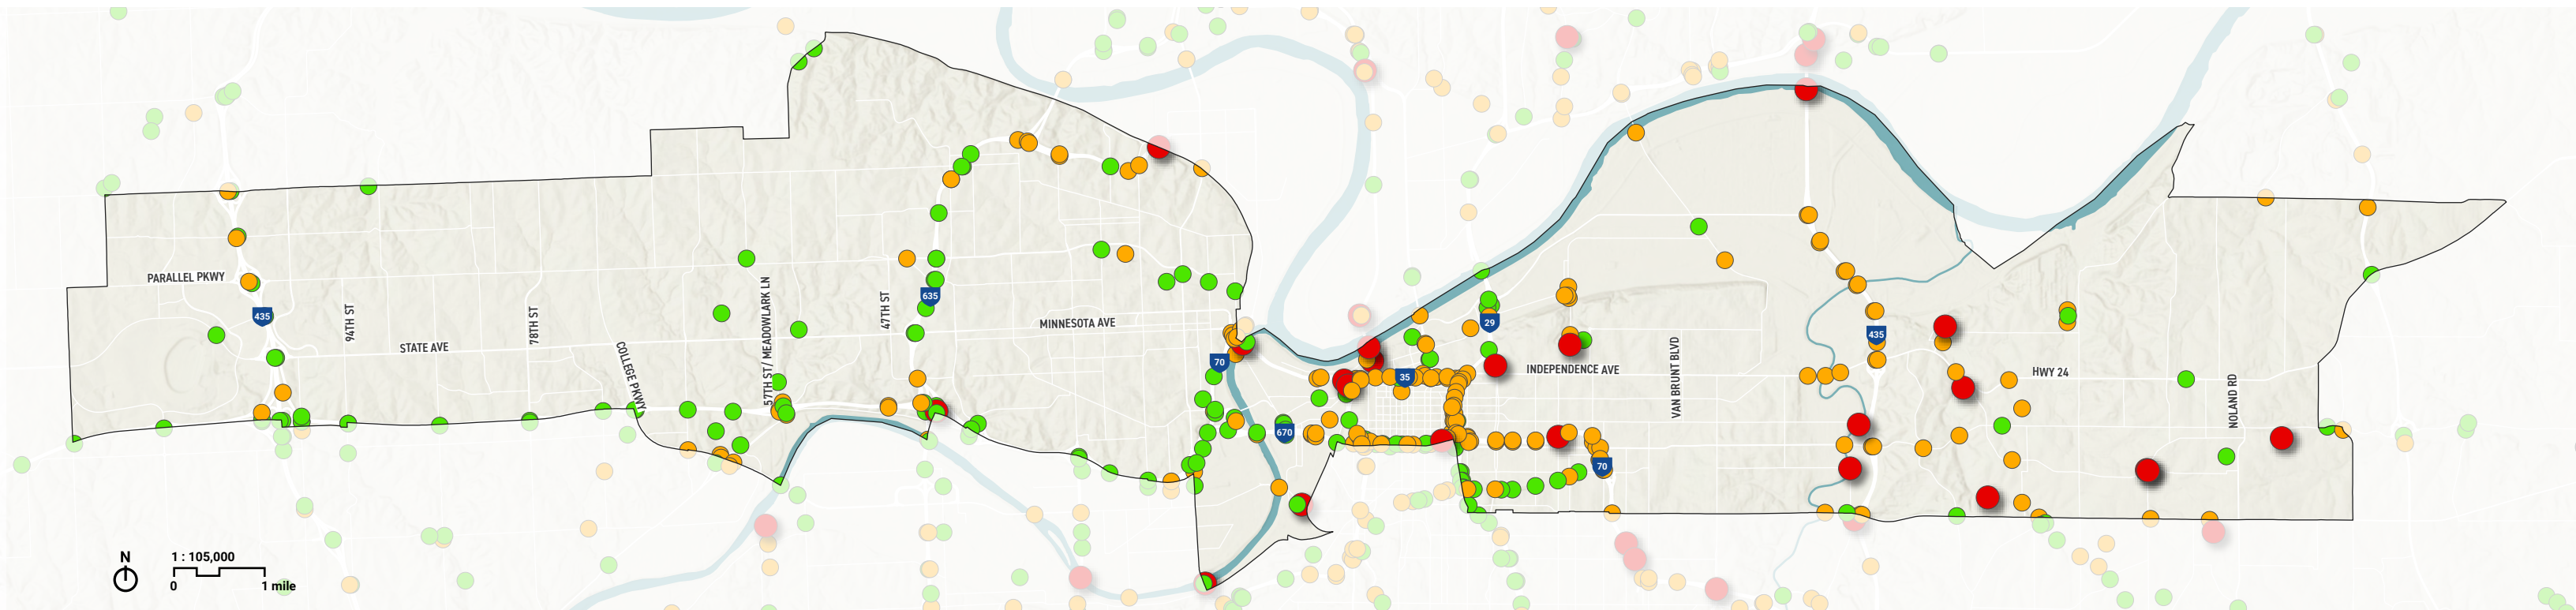 PARALLEL PKWY
435
94TH ST
STATE AVE
78TH ST
COLLEGE PKWY
57TH ST/ MEADOWLARK LN
47TH ST
635
MINNESOTA AVE
70
670
35
29
INDEPENDENCE AVE
70
VAN BRUNT BLVD
435
HWY 24
NOLAND RD
N
1 : 105,000
0
1 mile